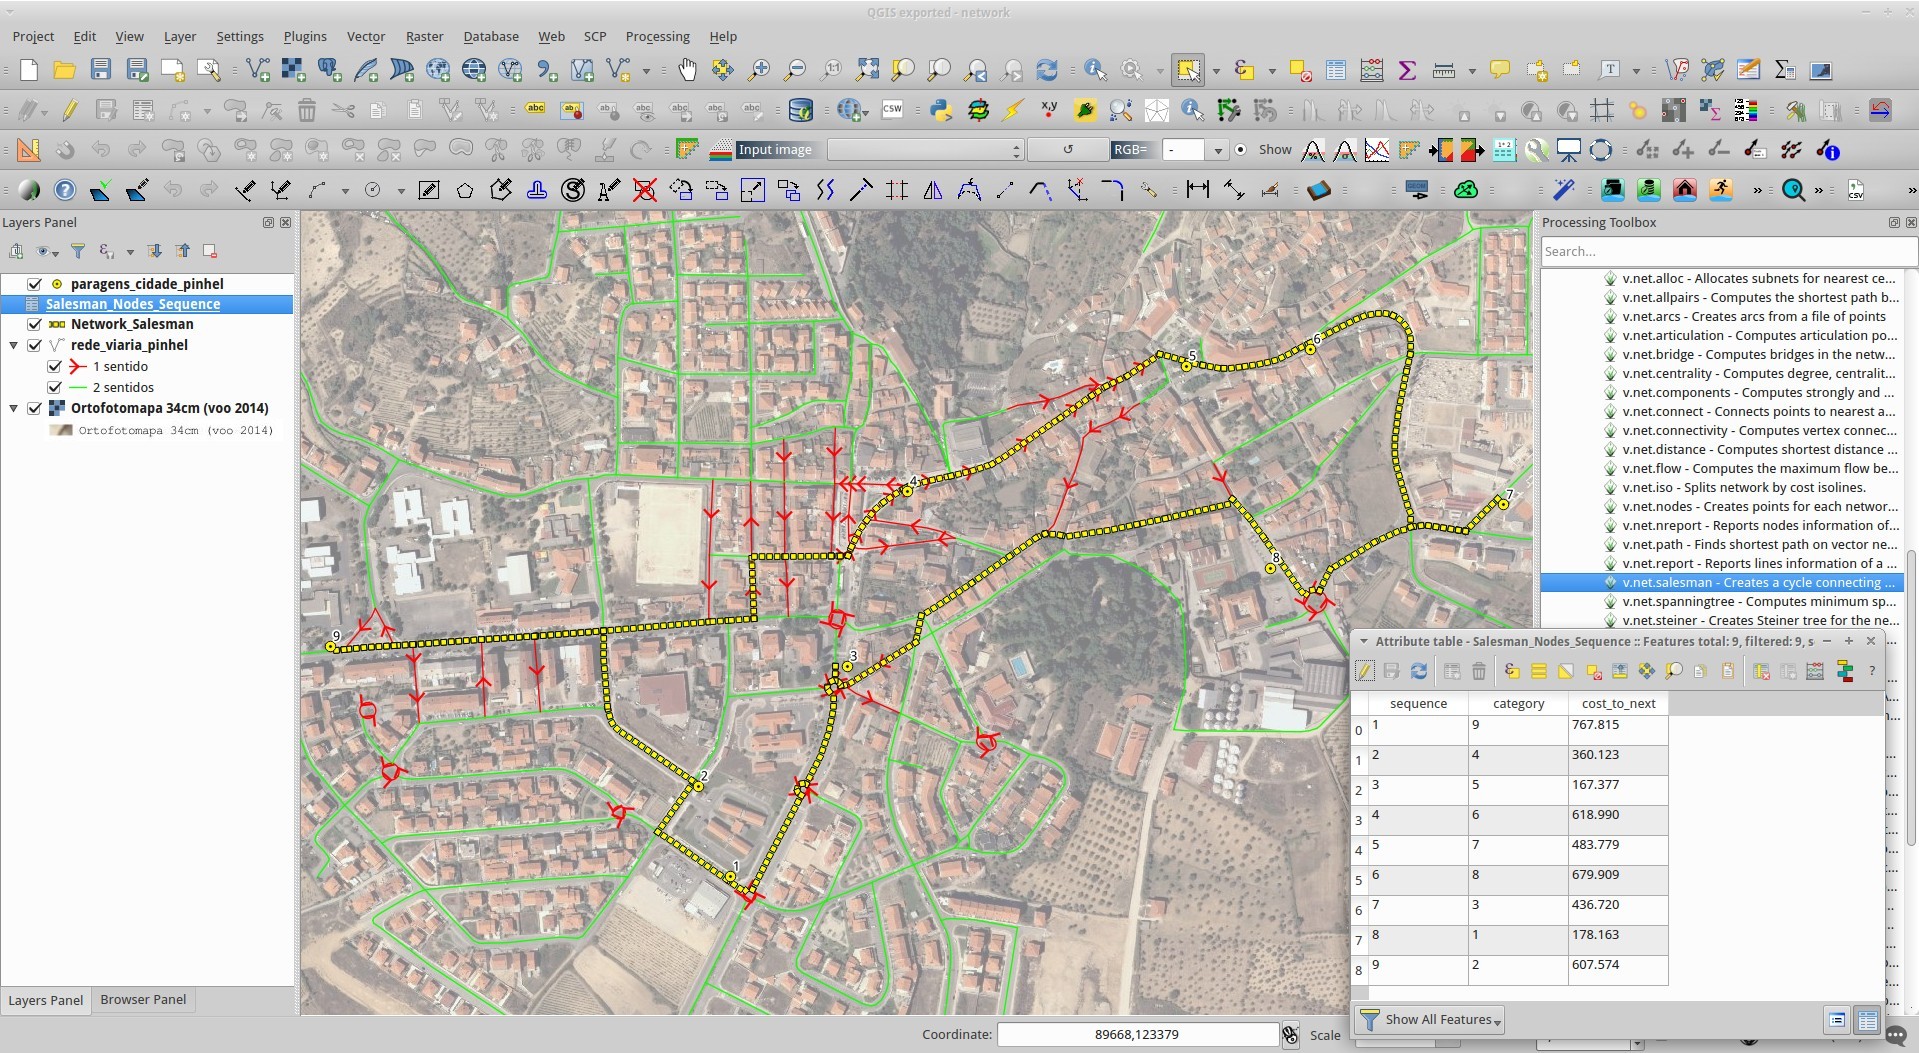 QGIS exported - network
Project Edit View Layer Settings Plugins Vector Raster Database Web SCP Processing Help
abc abc CSW x,y
Input image RGB= - Show
Layers Panel
paragens_cidade_pinhel
Salesman_Nodes_Sequence
Network_Salesman
rede_viaria_pinhel
1 sentido
2 sentidos
Ortofotomapa 34cm (voo 2014)
Ortofotomapa 34cm (voo 2014)
Layers Panel Browser Panel
5
6
4
7
8
9
3
2
1
Processing Toolbox
Search...
v.net.alloc - Allocates subnets for nearest ce...
v.net.allpairs - Computes the shortest path b...
v.net.arcs - Creates arcs from a file of points
v.net.articulation - Computes articulation po...
v.net.bridge - Computes bridges in the netw...
v.net.centrality - Computes degree, centralit...
v.net.components - Computes strongly and ...
v.net.connect - Connects points to nearest a...
v.net.connectivity - Computes vertex connec...
v.net.distance - Computes shortest distance ...
v.net.flow - Computes the maximum flow be...
v.net.iso - Splits network by cost isolines.
v.net.nodes - Creates points for each networ...
v.net.nreport - Reports nodes information of...
v.net.path - Finds shortest path on vector ne...
v.net.report - Reports lines information of a ...
v.net.salesman - Creates a cycle connecting ...
v.net.spanningtree - Computes minimum sp...
v.net.steiner - Creates Steiner tree for the ne...
Attribute table - Salesman_Nodes_Sequence :: Features total: 9, filtered: 9, s
sequence category cost_to_next
0 1 9 767.815
1 2 4 360.123
2 3 5 167.377
3 4 6 618.990
4 5 7 483.779
5 6 8 679.909
6 7 3 436.720
7 8 1 178.163
8 9 2 607.574
Show All Features
Coordinate: 89668,123379 Scale